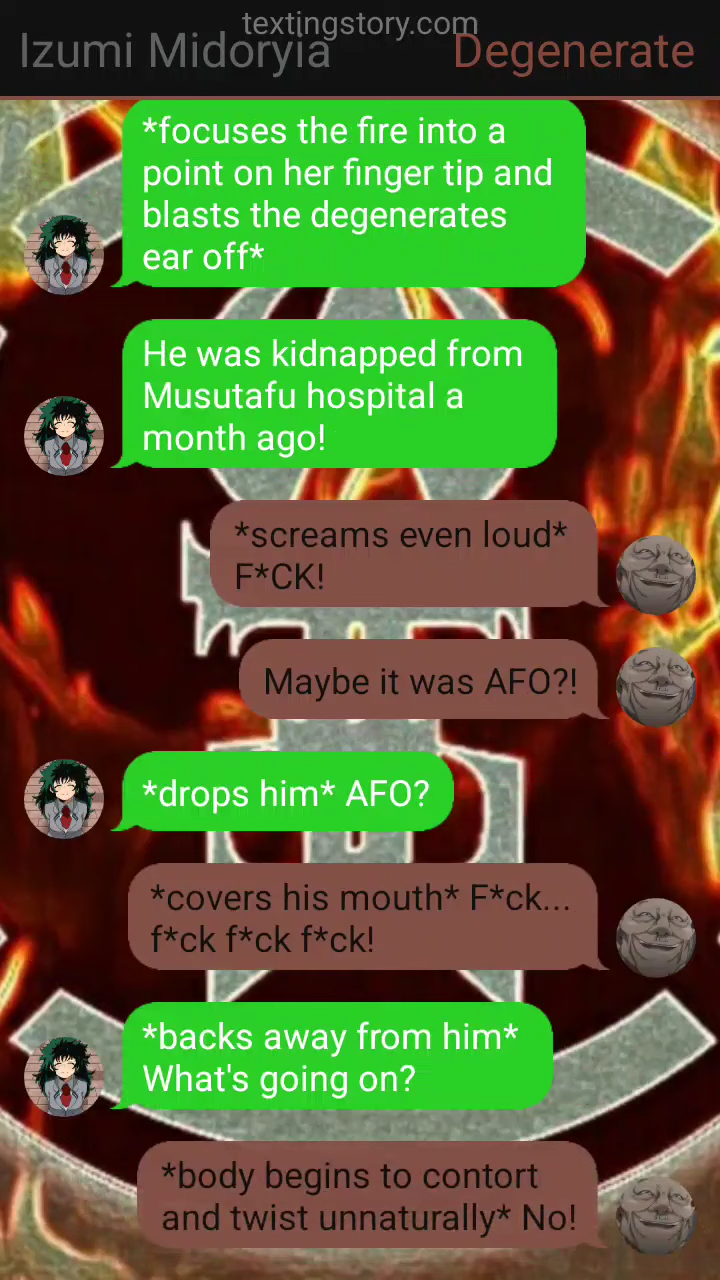 textingstory.com
Izumi Midoryia
Degenerate
*focuses the fire into a
point on her finger tip and
blasts the degenerates
ear off*
He was kidnapped from
Musutafu hospital a
month ago!
*screams even loud*
F*CK!
Maybe it was AFO?!
*drops him* AFO?
*covers his mouth* F*ck...
f*ck f*ck f*ck!
*backs away from him*
What's going on?
*body begins to contort
and twist unnaturally* No!